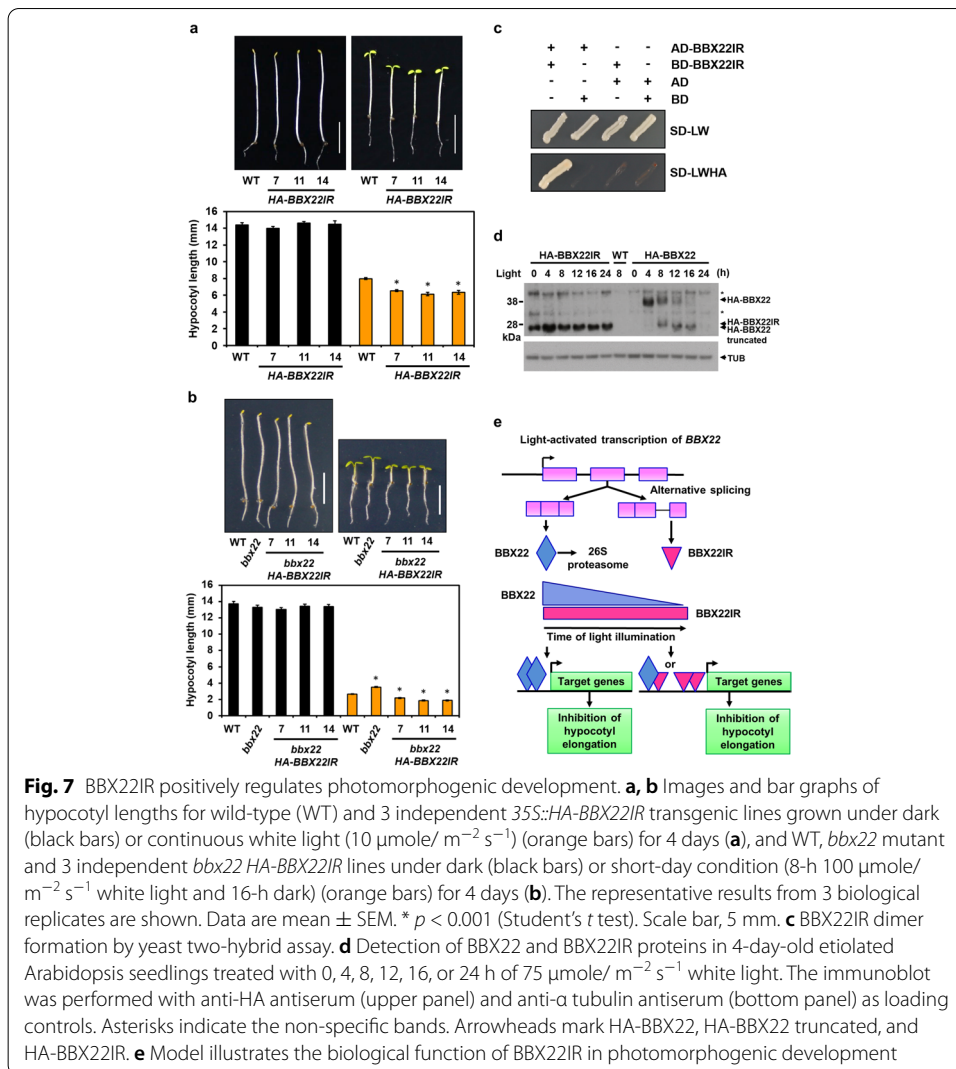 a
WT 7 11 14 WT 7 11 14
HA-BBX22IR HA-BBX22IR
Hypocotyl length (mm)
16
14
12
10
8
6
4
2
0
* * *
WT 7 11 14 WT 7 11 14
HA-BBX22IR HA-BBX22IR
b
WT bbx22 7 11 14 WT bbx22 7 11 14
bbx22 bbx22
HA-BBX22IR HA-BBX22IR
Hypocotyl length (mm)
16
14
12
10
8
6
4
2
0
* * * *
WT bbx22 7 11 14 WT bbx22 7 11 14
bbx22 bbx22
HA-BBX22IR HA-BBX22IR
c
+ + - - AD-BBX22IR
+ - + - BD-BBX22IR
- - + + AD
- + - + BD
SD-LW
SD-LWHA
d
HA-BBX22IR WT HA-BBX22
Light 0 4 8 12 16 24 8 0 4 8 12 16 24 (h)
*
38 HA-BBX22
*
28 HA-BBX22IR
kDa HA-BBX22
truncated
TUB
e
Light-activated transcription of BBX22
Alternative splicing
BBX22 26S
proteasome
BBX22IR
BBX22
BBX22IR
Time of light illumination
or
Target genes Target genes
Inhibition of
hypocotyl
elongation
Inhibition of
hypocotyl
elongation
Fig. 7 BBX22IR positively regulates photomorphogenic development. a, b Images and bar graphs of
hypocotyl lengths for wild-type (WT) and 3 independent 35S::HA-BBX22IR transgenic lines grown under dark
(black bars) or continuous white light (10 µmole/ m⁻² s⁻¹) (orange bars) for 4 days (a), and WT, bbx22 mutant
and 3 independent bbx22 HA-BBX22IR lines under dark (black bars) or short-day condition (8-h 100 µmole/
m⁻² s⁻¹ white light and 16-h dark) (orange bars) for 4 days (b). The representative results from 3 biological
replicates are shown. Data are mean ± SEM. * p < 0.001 (Student's t test). Scale bar, 5 mm. c BBX22IR dimer
formation by yeast two-hybrid assay. d Detection of BBX22 and BBX22IR proteins in 4-day-old etiolated
Arabidopsis seedlings treated with 0, 4, 8, 12, 16, or 24 h of 75 µmole/ m⁻² s⁻¹ white light. The immunoblot
was performed with anti-HA antiserum (upper panel) and anti-α tubulin antiserum (bottom panel) as loading
controls. Asterisks indicate the non-specific bands. Arrowheads mark HA-BBX22, HA-BBX22 truncated, and
HA-BBX22IR. e Model illustrates the biological function of BBX22IR in photomorphogenic development